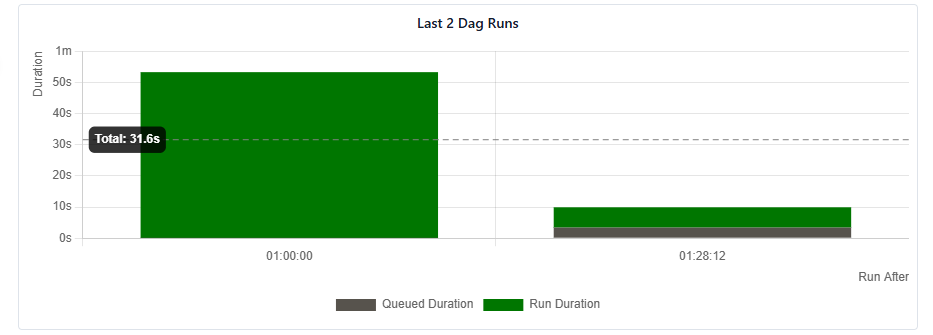 Last 2 Dag Runs
Duration
1m
50s
40s
Total: 31.6s
30s
20s
10s
0s
01:00:00
01:28:12
Run After
Queued Duration
Run Duration